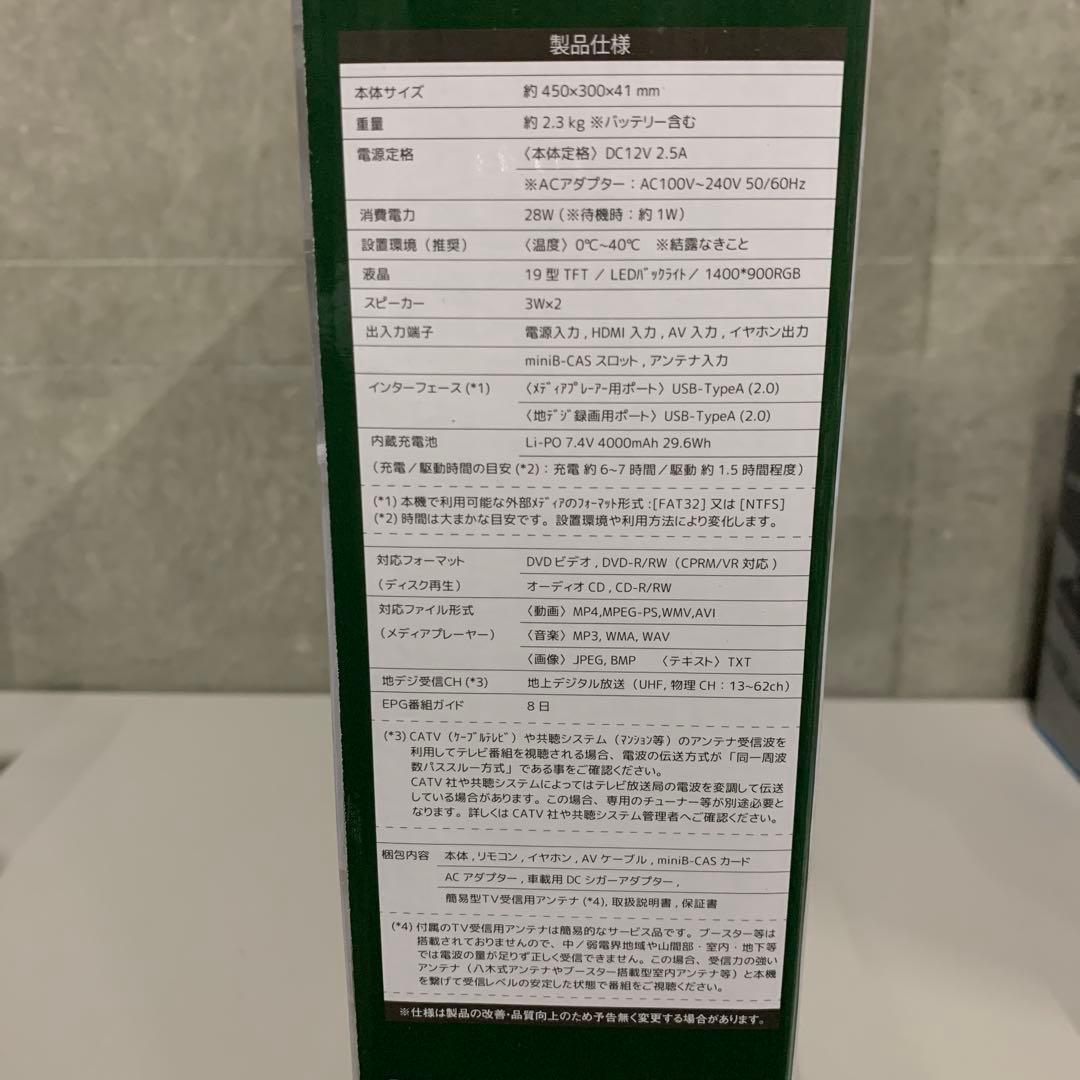 製品仕様
本体サイズ 約 450×300×41 mm
重量 約 2.3 kg ※バッテリー含む
電源定格 〈本体定格〉DC12V 2.5A
※ACアダプター：AC100V~240V 50/60Hz
消費電力 28W（※待機時：約 1W）
設置環境（推奨） 〈温度〉0℃~40℃ ※結露なきこと
液晶 19 型 TFT / LEDﾊﾞｯｸﾗｲﾄ / 1400*900RGB
スピーカー 3W×2
出入力端子 電源入力 , HDMI 入力 , AV 入力 , イヤホン出力
miniB-CAS スロット , アンテナ入力
インターフェース (*1) 〈ﾒﾃﾞｨｱﾌﾟﾚｰｱｰ用ポート〉USB-TypeA (2.0)
〈地ﾃﾞｼﾞ録画用ポート〉USB-TypeA (2.0)
内蔵充電池 Li-PO 7.4V 4000mAh 29.6Wh
（充電／駆動時間の目安 (*2)：充電 約 6~7 時間／駆動 約 1.5 時間程度）
(*1) 本機で利用可能な外部ﾒﾃﾞｨｱのﾌｫｰﾏｯﾄ形式 :[FAT32] 又は [NTFS]
(*2) 時間は大まかな目安です。設置環境や利用方法により変化します。
対応フォーマット DVD ビデオ , DVD-R/RW（CPRM/VR 対応）
（ディスク再生） オーディオ CD , CD-R/RW
対応ファイル形式 〈動画〉MP4,MPEG-PS,WMV,AVI
（メディアプレーヤー） 〈音楽〉MP3, WMA, WAV
〈画像〉JPEG, BMP 〈テキスト〉TXT
地デジ受信CH (*3) 地上デジタル放送（UHF, 物理 CH：13~62ch）
EPG番組ガイド 8 日
(*3) CATV（ｹｰﾌﾞﾙﾃﾚﾋﾞ）や共聴システム（ﾏﾝｼｮﾝ等）のアンテナ受信波を
利用してテレビ番組を視聴される場合、電波の伝送方式が「同一周波
数パススルー方式」である事をご確認ください。
CATV 社や共聴システムによってはテレビ放送局の電波を変調して伝送
している場合があります。この場合、専用のチューナー等が別途必要と
なります。詳しくは CATV 社や共聴システム管理者へご確認ください。
梱包内容 本体 , リモコン , イヤホン , AV ケーブル , miniB-CAS カード
AC アダプター , 車載用 DC シガーアダプター ,
簡易型TV受信用アンテナ (*4), 取扱説明書 , 保証書
(*4) 付属のTV受信用アンテナは簡易的なサービス品です。ブースター等は
搭載されておりませんので、中／弱電界地域や山間部・室内・地下等
では電波の量が足りず正しく受信できません。この場合、受信力の強い
アンテナ（八木式アンテナやブースター搭載型室内アンテナ等）と本機
を繋げて受信レベルの安定した状態で番組をご視聴ください。
※仕様は製品の改善・品質向上のため予告無く変更する場合があります。